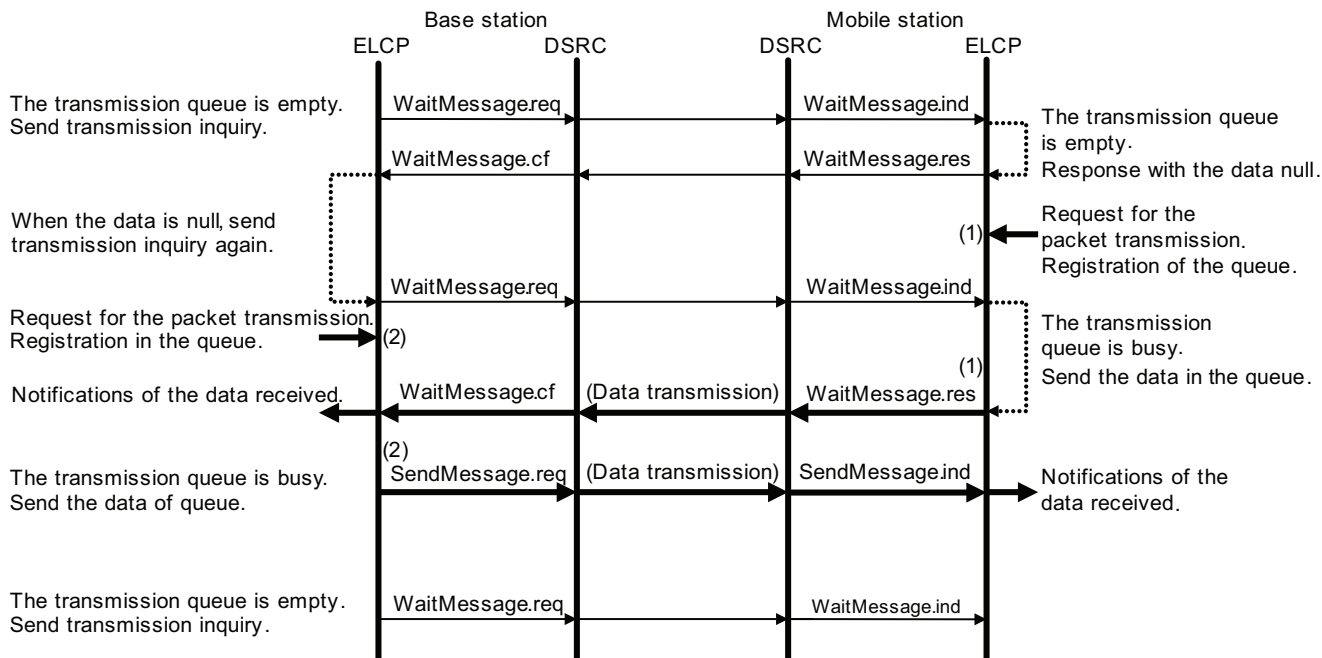 Base station
Mobile station
ELCP
DSRC
DSRC
ELCP
The transmission queue is empty.
Send transmission inquiry.
WaitMessage.req
WaitMessage.ind
The transmission queue
is empty.
Response with the data null.
WaitMessage.cf
WaitMessage.res
When the data is null, send
transmission inquiry again.
(1)
Request for the
packet transmission.
Registration of the queue.
WaitMessage.req
WaitMessage.ind
Request for the packet transmission.
Registration in the queue.
(2)
The transmission
queue is busy.
Send the data in the queue.
(1)
Notifications of the data received.
WaitMessage.cf
(Data transmission)
WaitMessage.res
(2)
The transmission queue is busy.
Send the data of queue.
SendMessage.req
(Data transmission)
SendMessage.ind
Notifications of the
data received.
The transmission queue is empty.
Send transmission inquiry.
WaitMessage.req
WaitMessage.ind